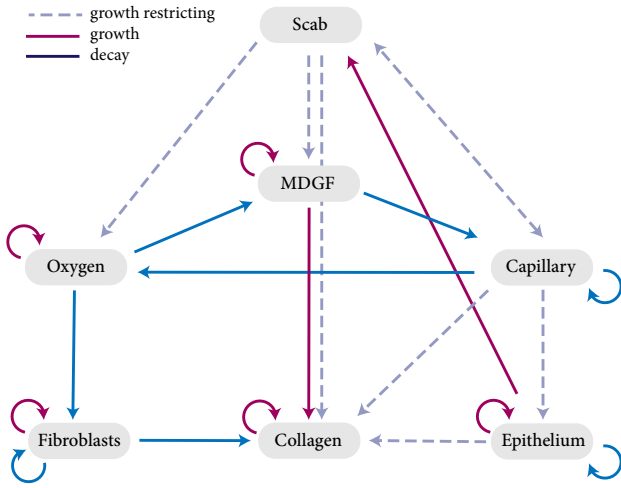 growth restricting
growth
decay
Scab
MDGF
Oxygen
Capillary
Fibroblasts
Collagen
Epithelium